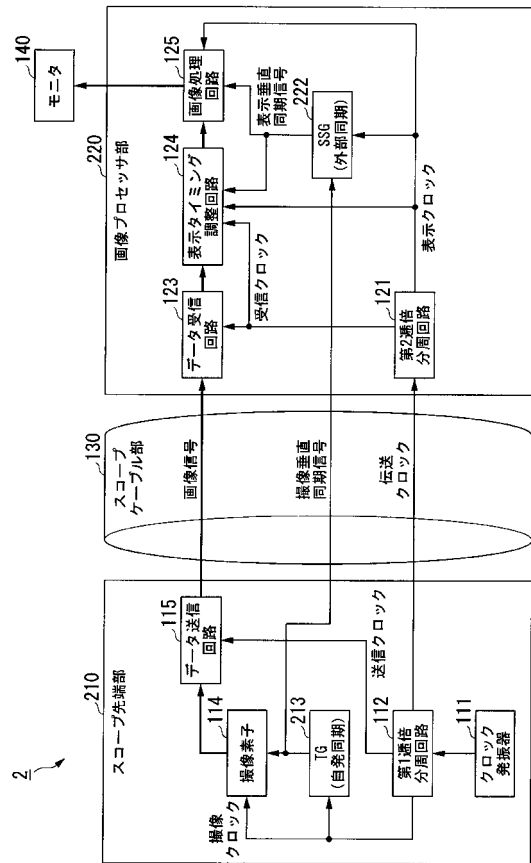 2
210
スコープ先端部
撮像
クロック
114
撮像素子
115
データ送信
回路
213
TG
(自発同期)
送信クロック
112
第1逓倍
分周回路
111
クロック
発振器
130
スコープ
ケーブル部
画像信号
撮像垂直
同期信号
伝送
クロック
220
画像プロセッサ部
123
データ受信
回路
124
表示タイミング
調整回路
125
画像処理
回路
140
モニタ
受信クロック
表示垂直
同期信号
222
SSG
(外部同期)
121
第2逓倍
分周回路
表示クロック